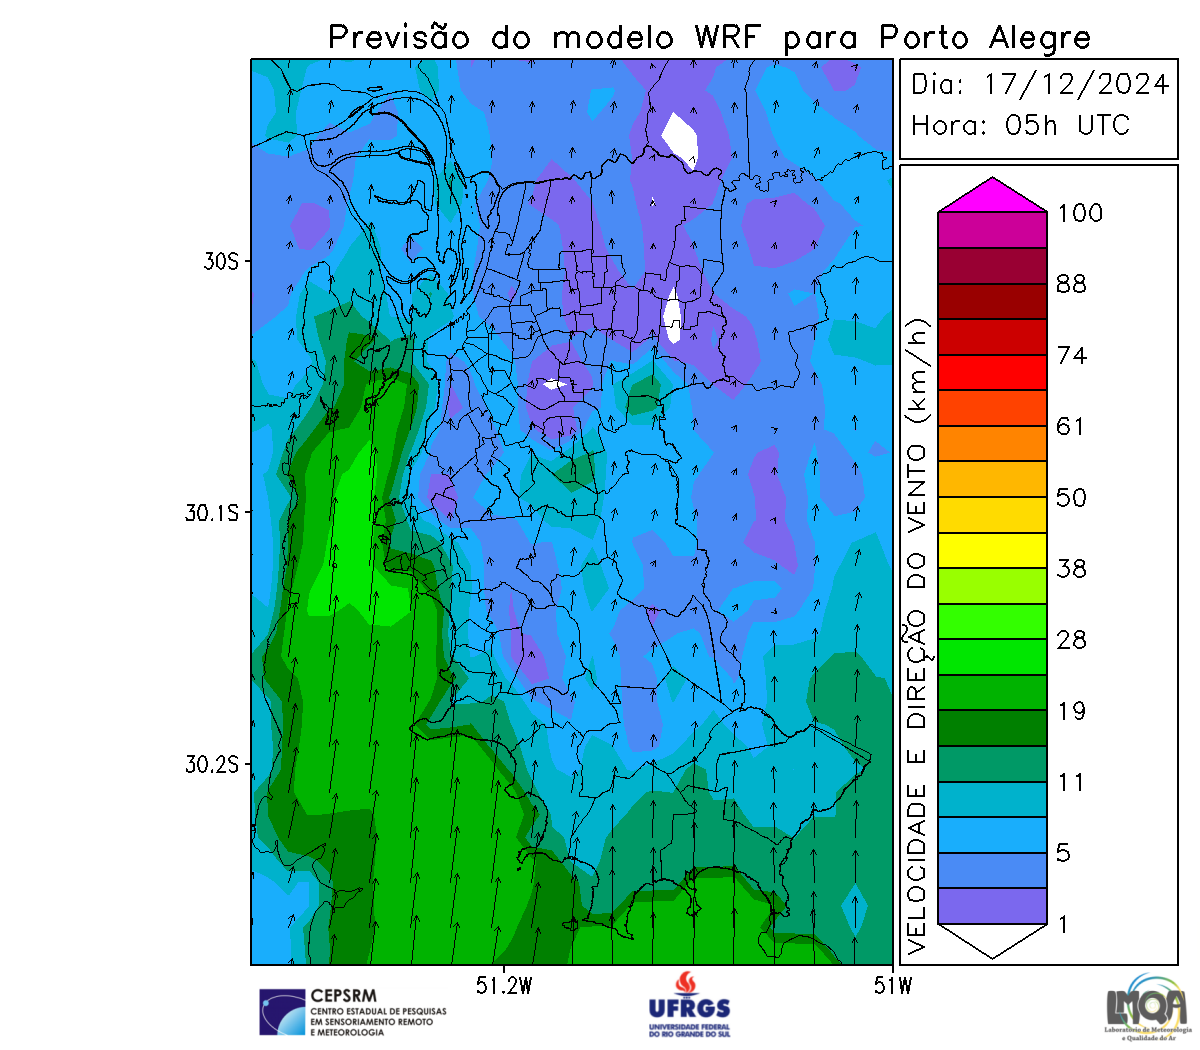 Previsão do modelo WRF para Porto Alegre
Dia: 17/12/2024
Hora: 05h UTC
30S
30.1S
30.2S
51.2W
51W
VELOCIDADE E DIREÇÃO DO VENTO (km/h)
100
88
74
61
50
38
28
19
11
5
1
CEPSRM
CENTRO ESTADUAL DE PESQUISAS
EM SENSORIAMENTO REMOTO
E METEOROLOGIA
UFRGS
UNIVERSIDADE FEDERAL
DO RIO GRANDE DO SUL
LMQA
Laboratório de Meteorologia
e Qualidade do Ar